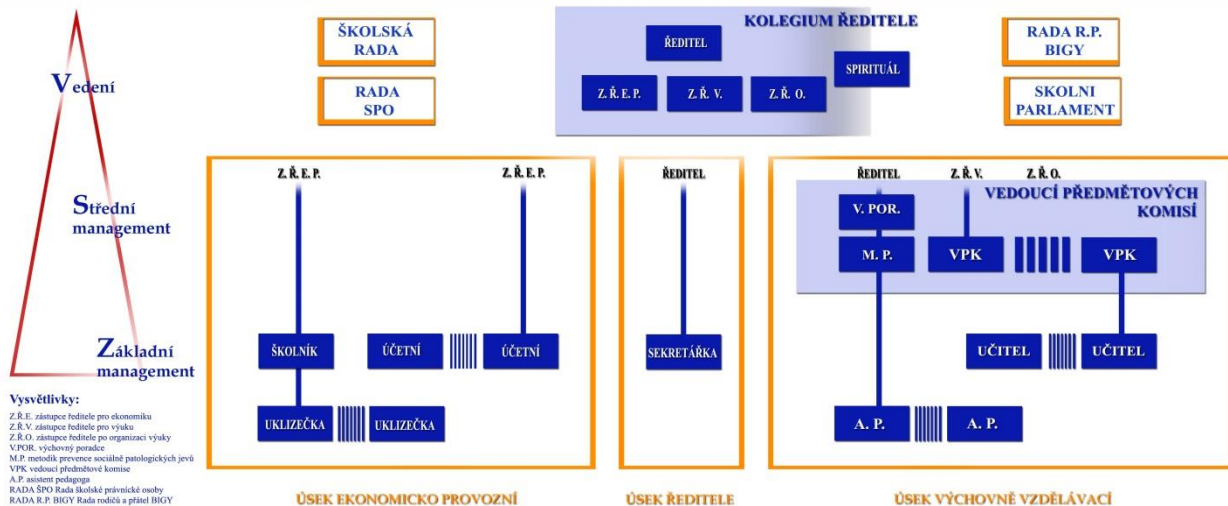 Vedení
Střední
management
Základní
management
ŠKOLSKÁ
RADA
RADA
SPO
KOLEGIUM ŘEDITELE
ŘEDITEL
Z. Ř. E. P.
Z. Ř. V.
Z. Ř. O.
SPIRITUÁL
RADA R.P.
BIGY
SKOLNI
PARLAMENT
Z. Ř. E. P.
Z. Ř. E. P.
ŠKOLNÍK
ÚČETNÍ
ÚČETNÍ
UKLIZEČKA
UKLIZEČKA
ÚSEK EKONOMICKO PROVOZNÍ
ŘEDITEL
SEKRETÁŘKA
ÚSEK ŘEDITELE
ŘEDITEL
Z. Ř. V.
Z. Ř.O.
VEDOUCÍ PŘEDMĚTOVÝCH
KOMISÍ
V. POR.
M. P.
VPK
VPK
UČITEL
UČITEL
A. P.
A. P.
ÚSEK VÝCHOVNĚ VZDĚLÁVACÍ
Vysvětlivky:
Z.Ř.E. zástupce ředitele pro ekonomiku
Z.Ř.V. zástupce ředitele pro výuku
Z.Ř.O. zástupce ředitele po organizaci výuky
V.POR. výchovný poradce
M.P. metodik prevence sociálně patologických jevů
VPK vedoucí předmětové komise
A.P. asistent pedagoga
RADA ŠPO Rada školské právnické osoby
RADA R.P. BIGY Rada rodičů a přátel BIGY